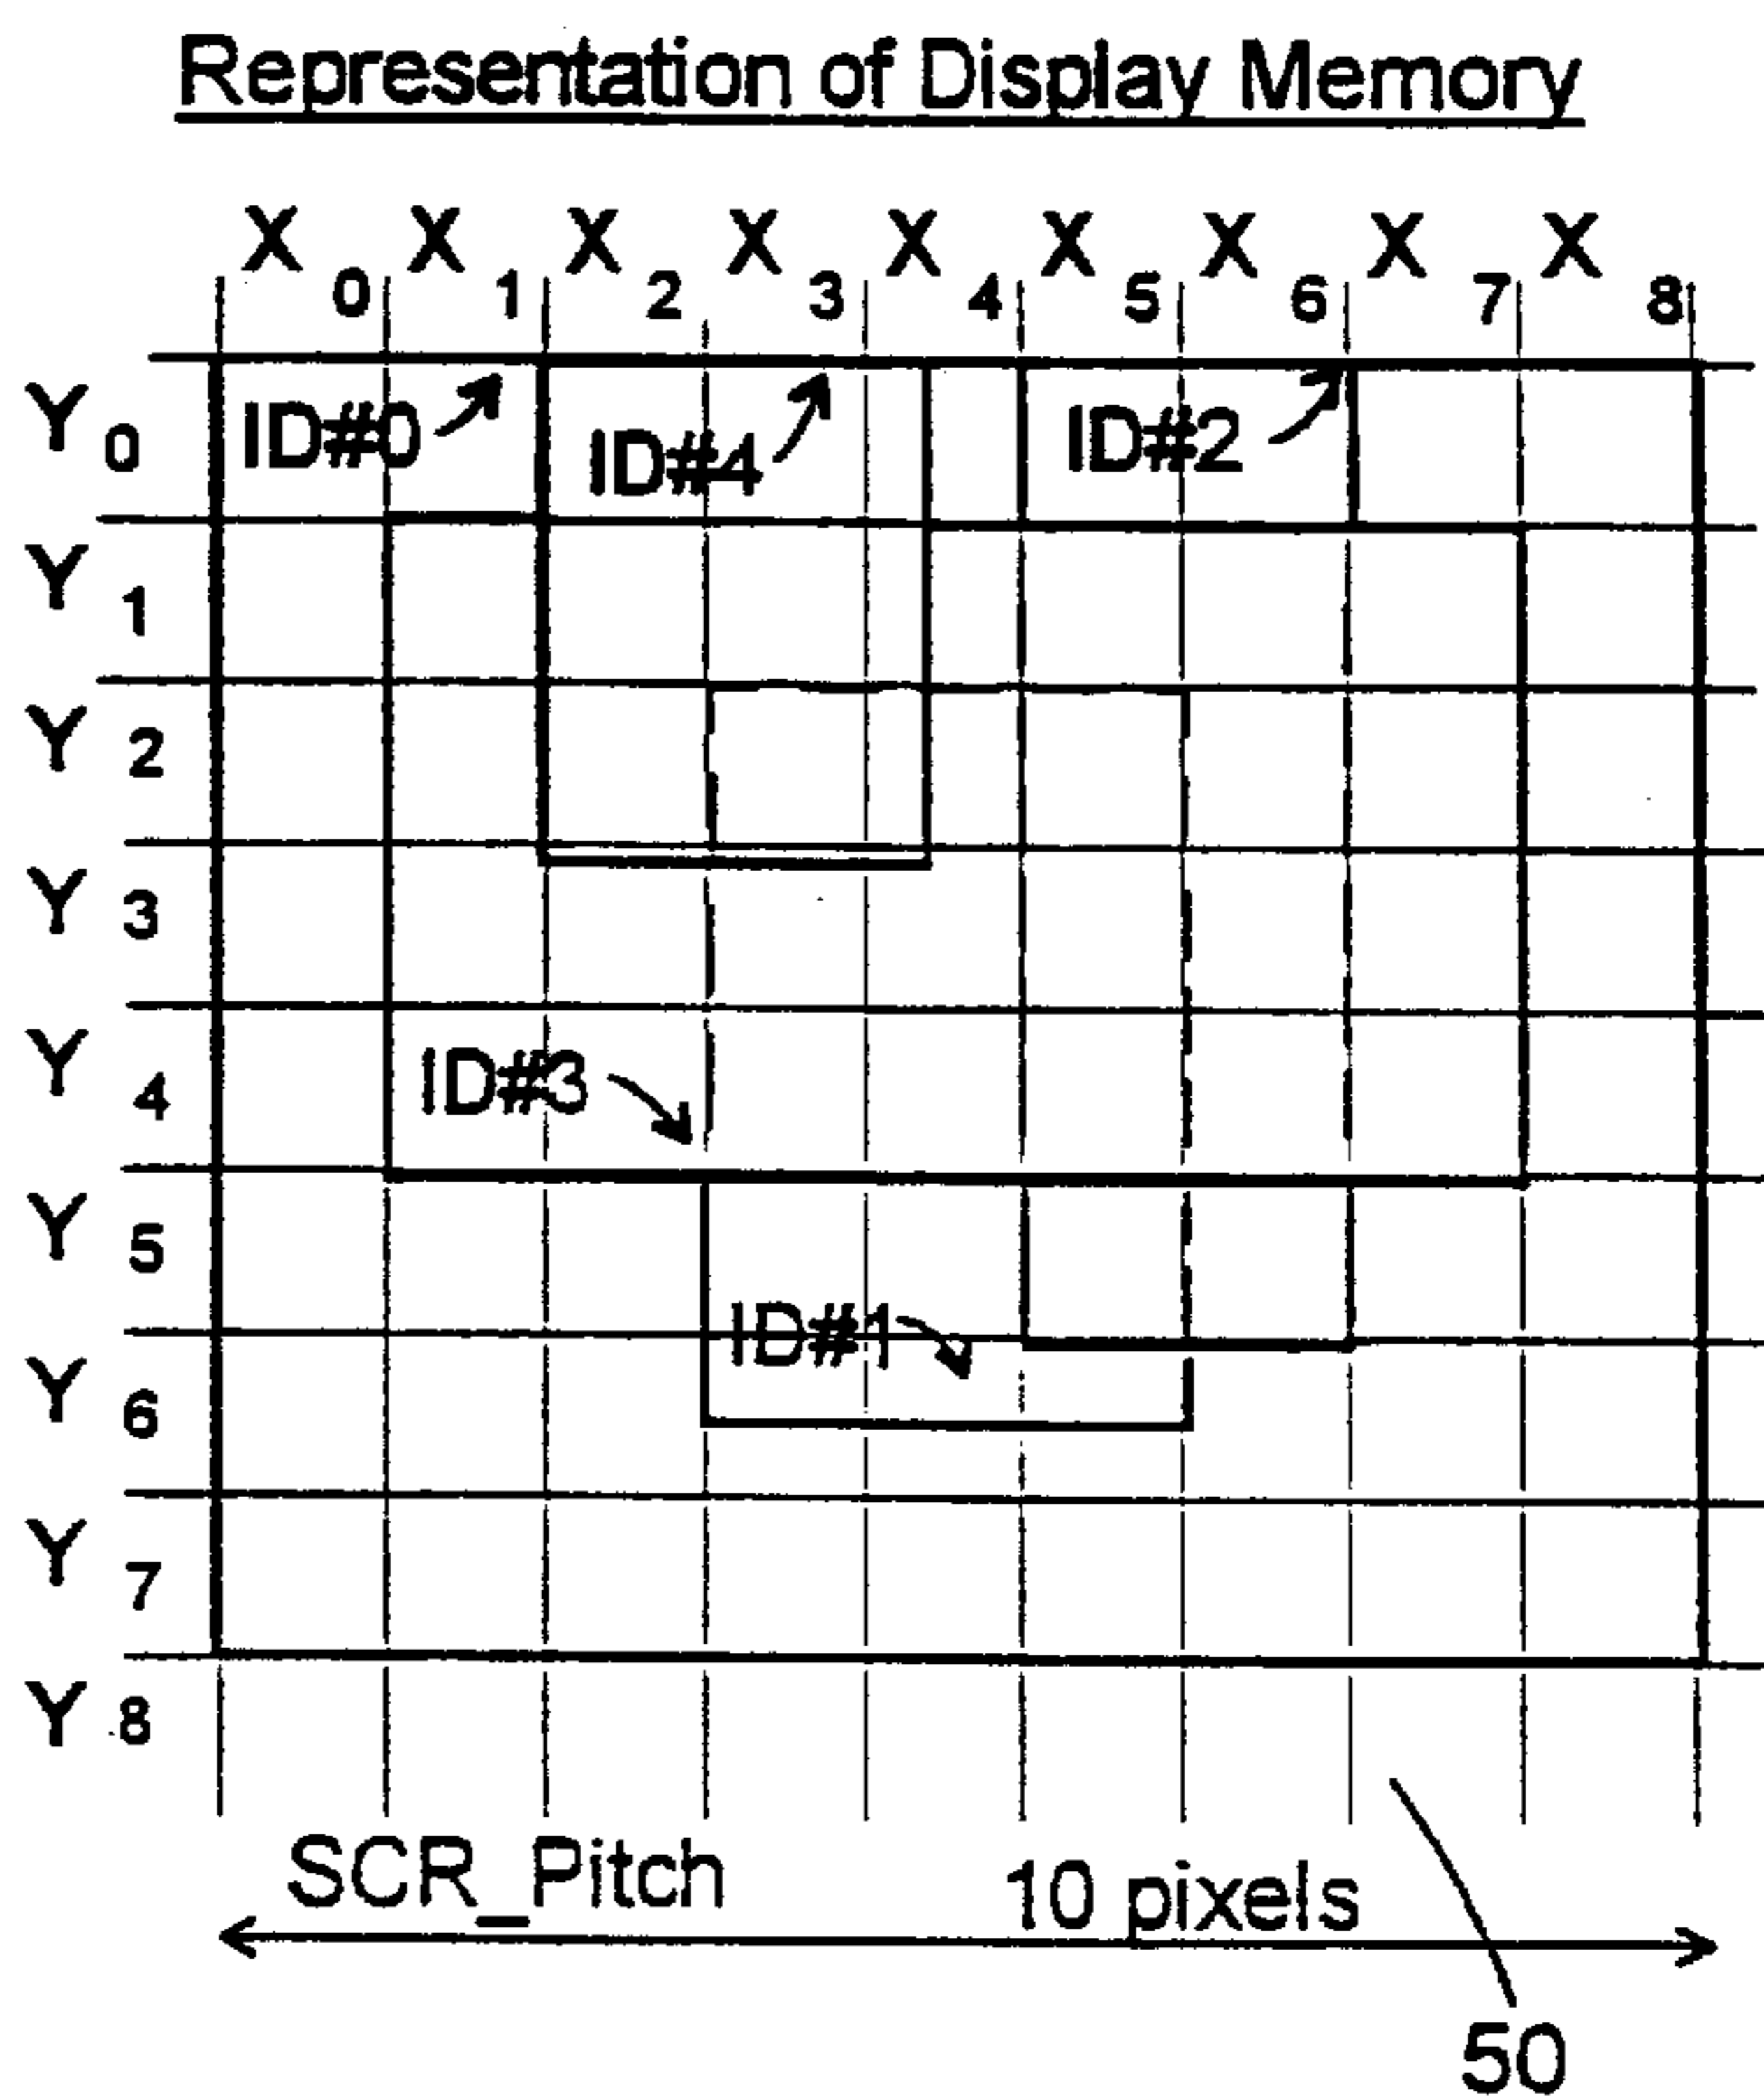 Representation of Display Memory
X 0 X 1 X 2 X 3 X 4 X 5 X 6 X 7 X 8
Y 0 ID#0 ID#4 ID#2
Y 1
Y 2
Y 3
Y 4 ID#3
Y 5
ID#1
Y 6
Y 7
Y 8
SCR_Pitch 10 pixels
50